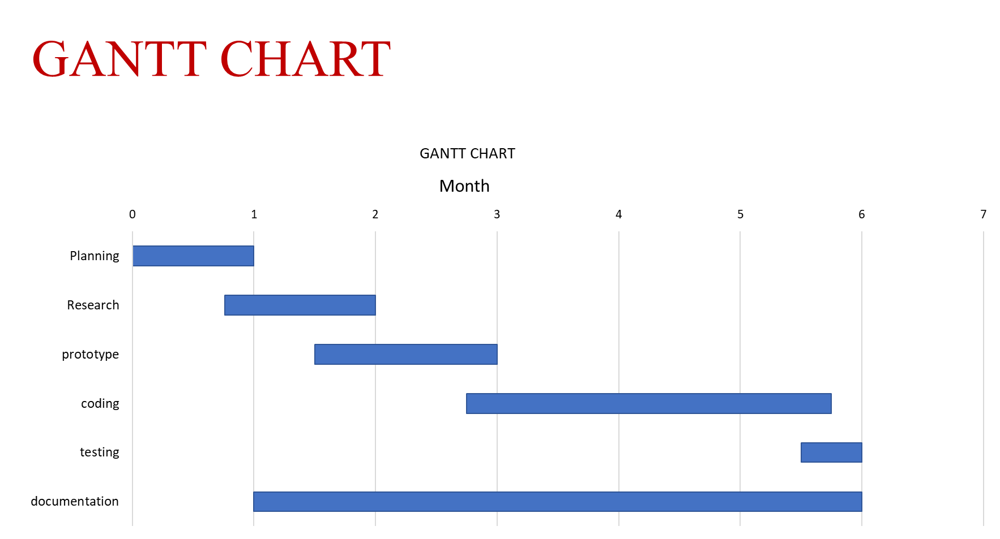 GANTT CHART
GANTT CHART
Month
0 1 2 3 4 5 6 7
Planning
Research
prototype
coding
testing
documentation